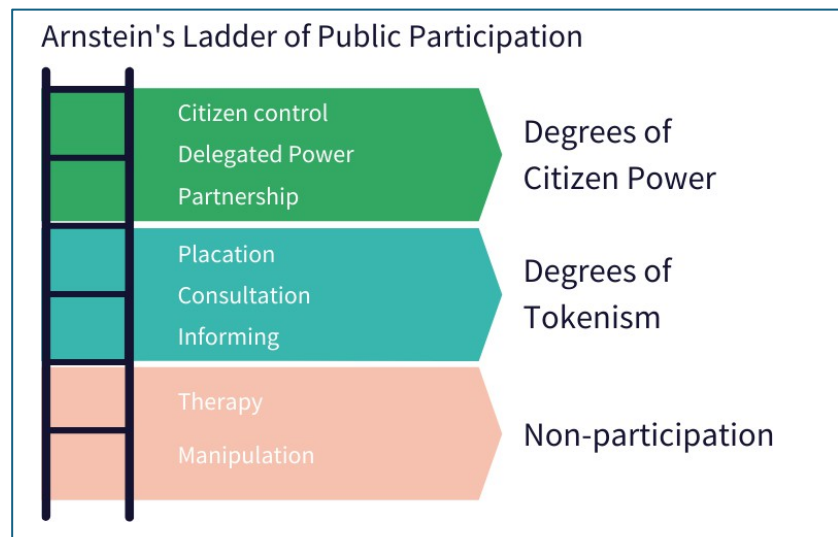 Arnstein's Ladder of Public Participation
Citizen control
Delegated Power
Partnership
Degrees of
Citizen Power
Placation
Consultation
Informing
Degrees of
Tokenism
Therapy
Manipulation
Non-participation